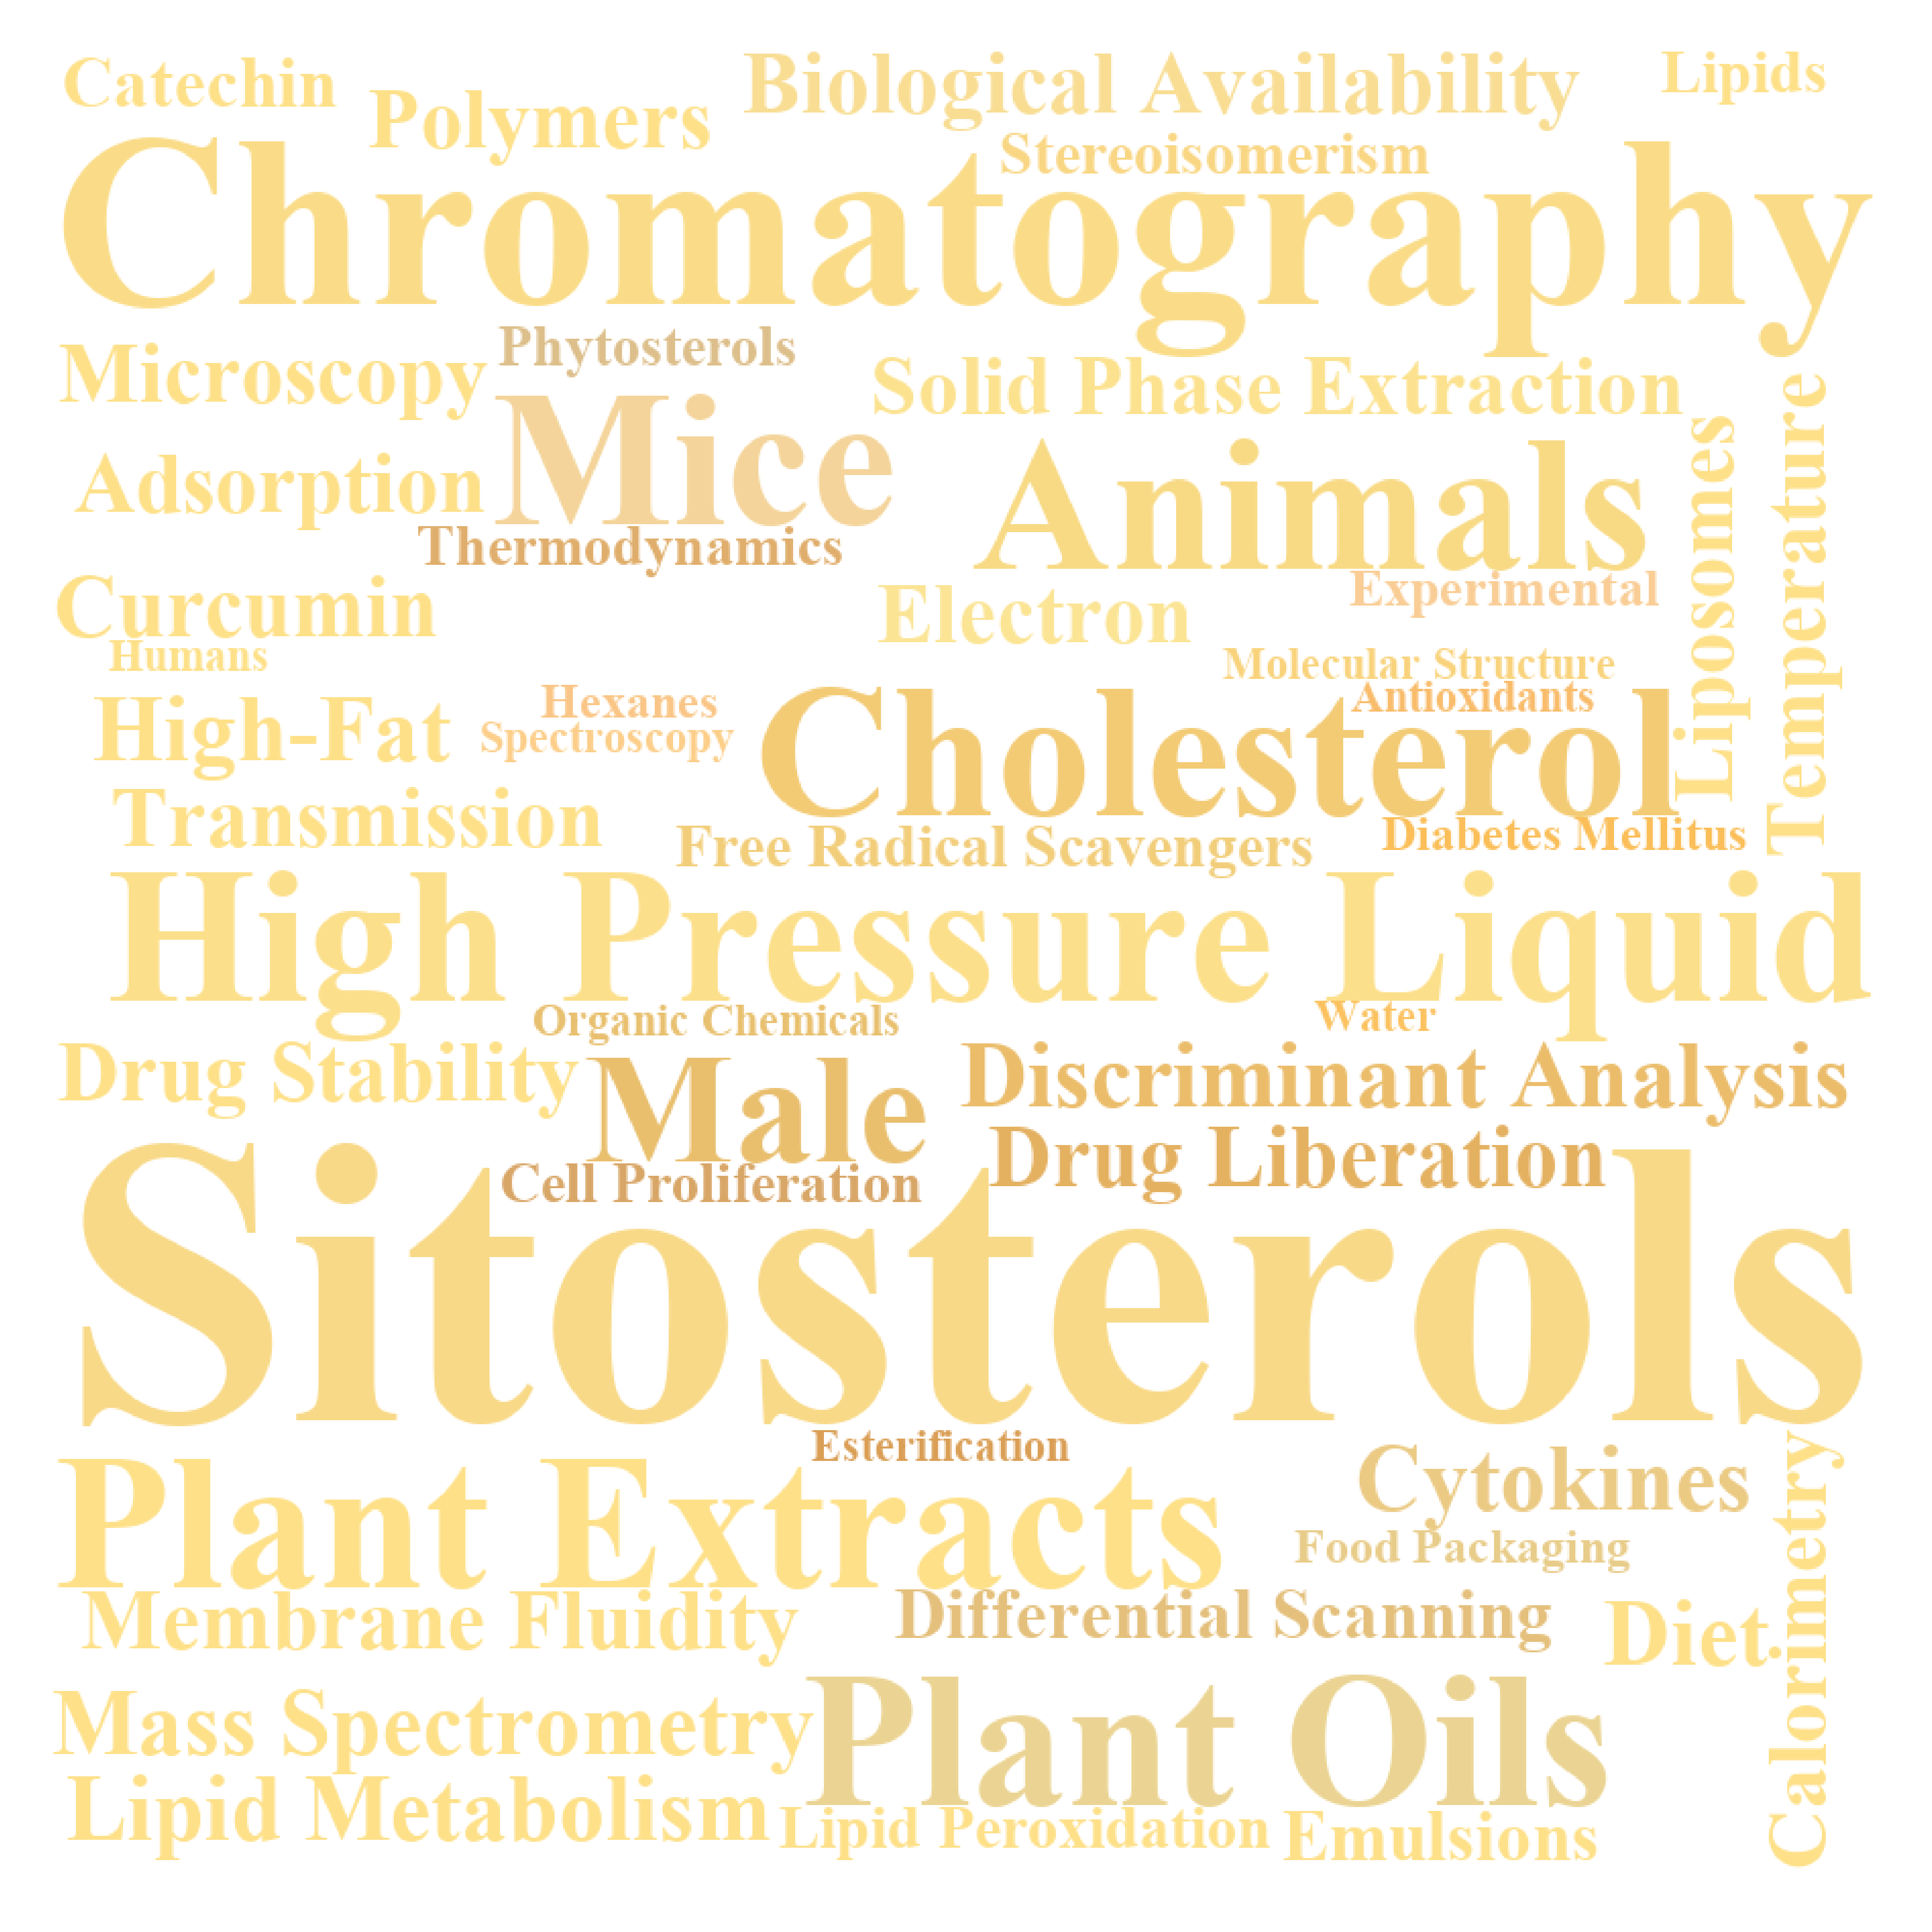 Catechin
Polymers
Biological Availability
Lipids
Stereoisomerism
Chromatography
Microscopy
Phytosterols
Solid Phase Extraction
Mice
Animals
Liposomes
Temperature
Adsorption
Thermodynamics
Curcumin
Electron
Experimental
Humans
Molecular Structure
High-Fat
Hexanes
Spectroscopy
Cholesterol
Antioxidants
Transmission
Free Radical Scavengers
Diabetes Mellitus
High Pressure Liquid
Organic Chemicals
Water
Drug Stability
Male
Discriminant Analysis
Cell Proliferation
Drug Liberation
Sitosterols
Esterification
Plant Extracts
Cytokines
Food Packaging
Calorimetry
Membrane Fluidity
Differential Scanning
Diet.
Mass Spectrometry
Plant Oils
Lipid Metabolism
Lipid Peroxidation
Emulsions